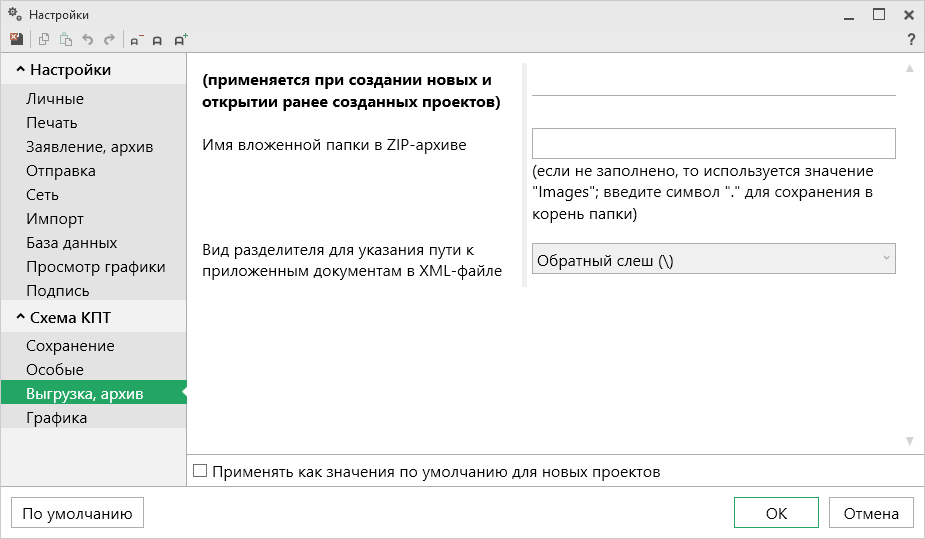 Настройки
А⁻ А А⁺ ?
Настройки
Личные
Печать
Заявление, архив
Отправка
Сеть
Импорт
База данных
Просмотр графики
Подпись
Схема КПТ
Сохранение
Особые
Выгрузка, архив
Графика
(применяется при создании новых и
открытии ранее созданных проектов)
Имя вложенной папки в ZIP-архиве
(если не заполнено, то используется значение
"Images"; введите символ "." для сохранения в
корень папки)
Вид разделителя для указания пути к
приложенным документам в XML-файле
Обратный слеш (\)
Применять как значения по умолчанию для новых проектов
По умолчанию
ОК
Отмена